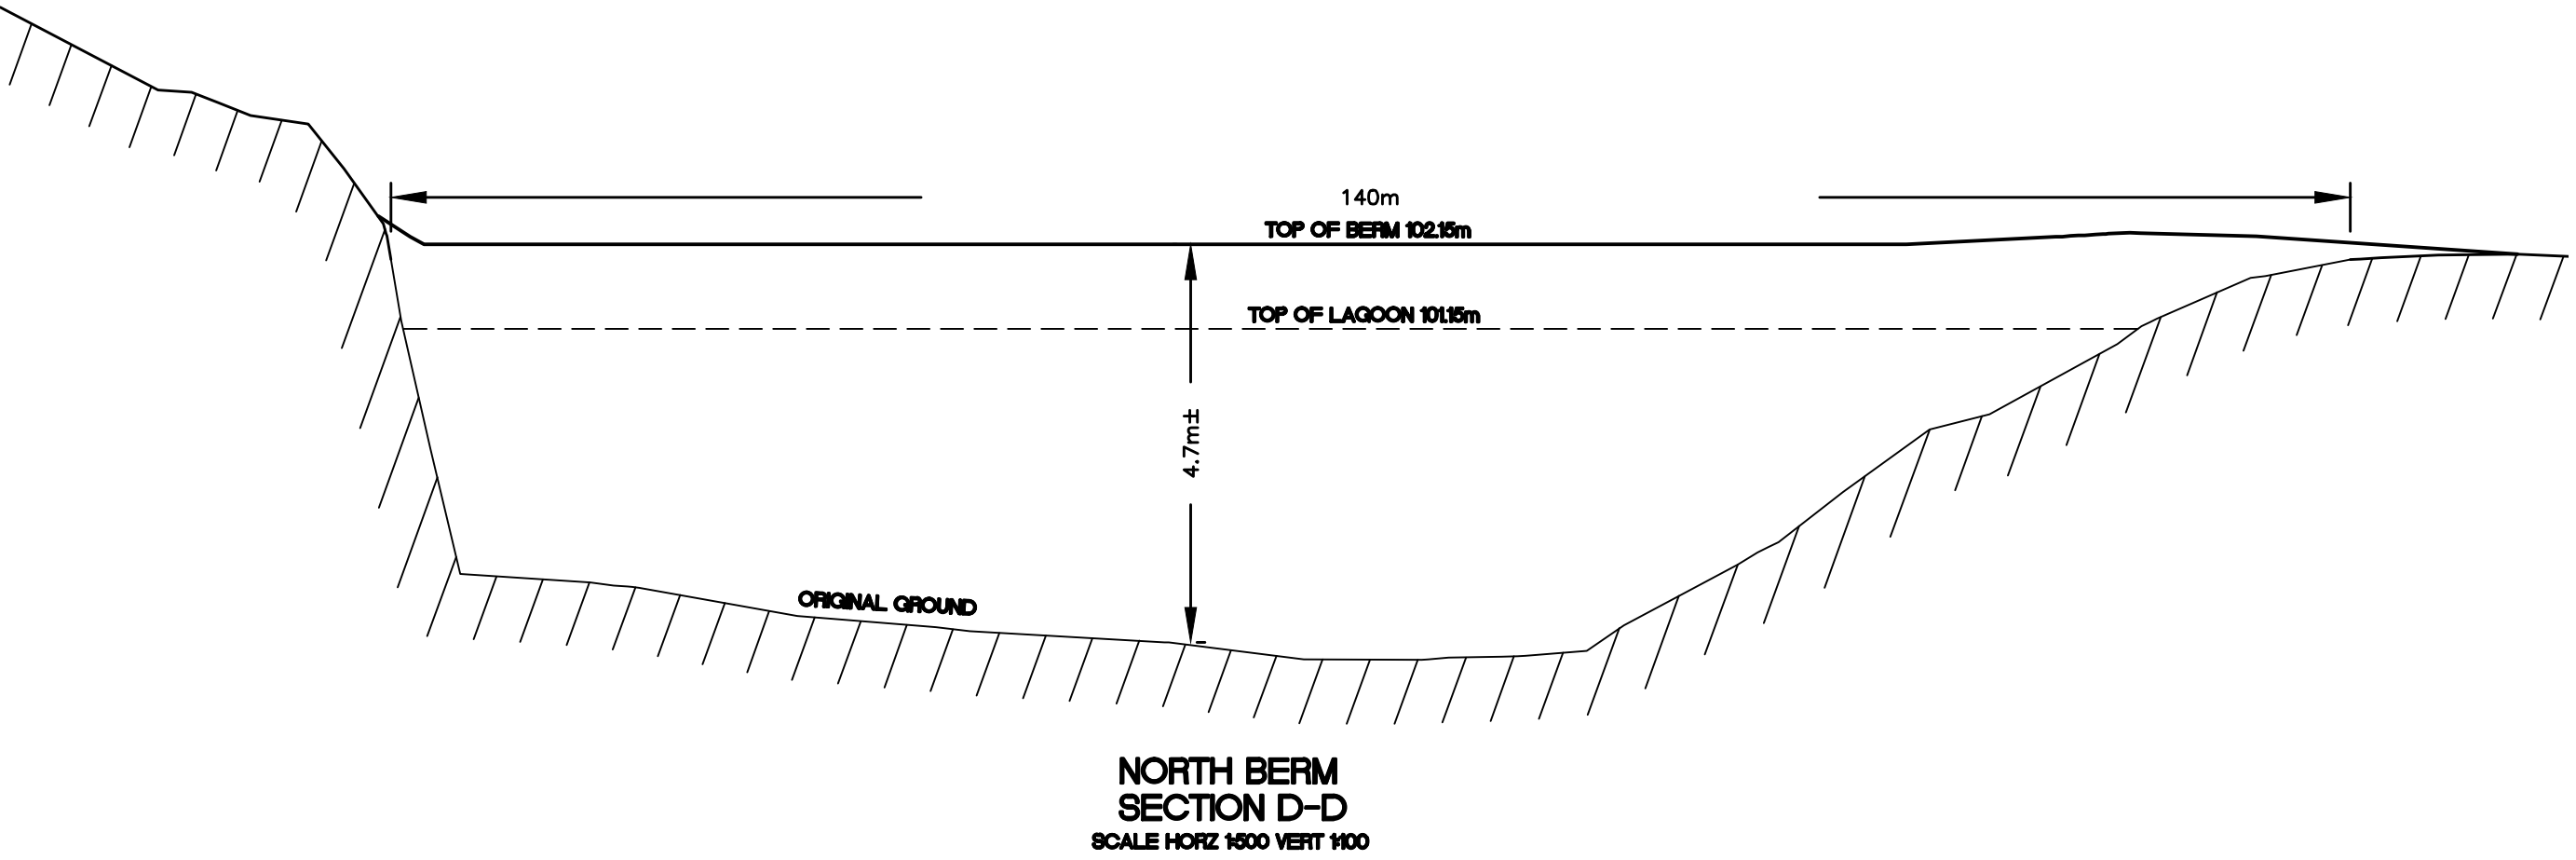 140m
TOP OF BERM 102.15m
TOP OF LAGOON 101.15m
4.7m±
ORIGINAL GROUND
NORTH BERM
SECTION D-D
SCALE HORZ 1:500 VERT 1:100